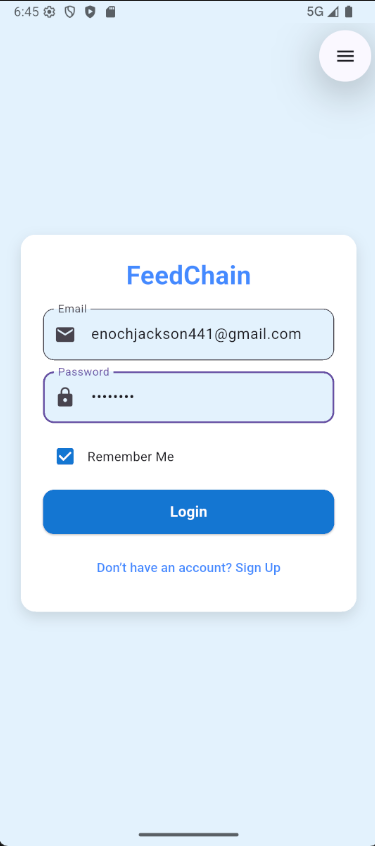 6:45
5G
FeedChain
Email
enochjackson441@gmail.com
Password
••••••••
Remember Me
Login
Don't have an account? Sign Up